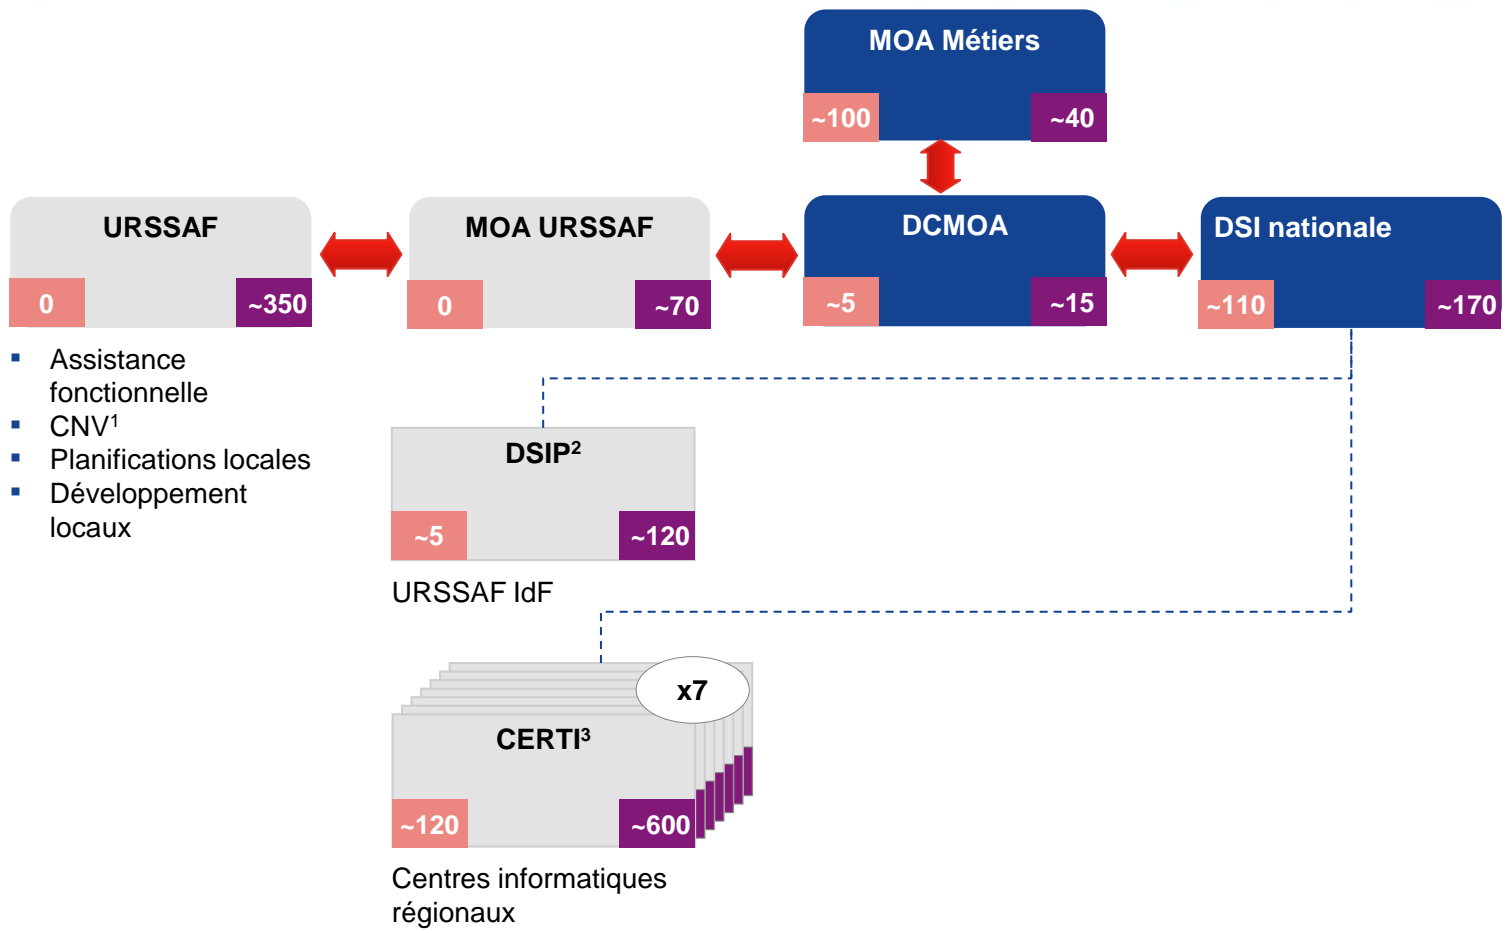 MOA Métiers
~100
~40
URSSAF
0
~350
MOA URSSAF
0
~70
DCMOA
~5
~15
DSI nationale
~110
~170
▪ Assistance
fonctionnelle
▪ CNV¹
▪ Planifications locales
▪ Développement
locaux
DSIP²
~5
~120
URSSAF IdF
x7
CERTI³
~120
~600
Centres informatiques
régionaux